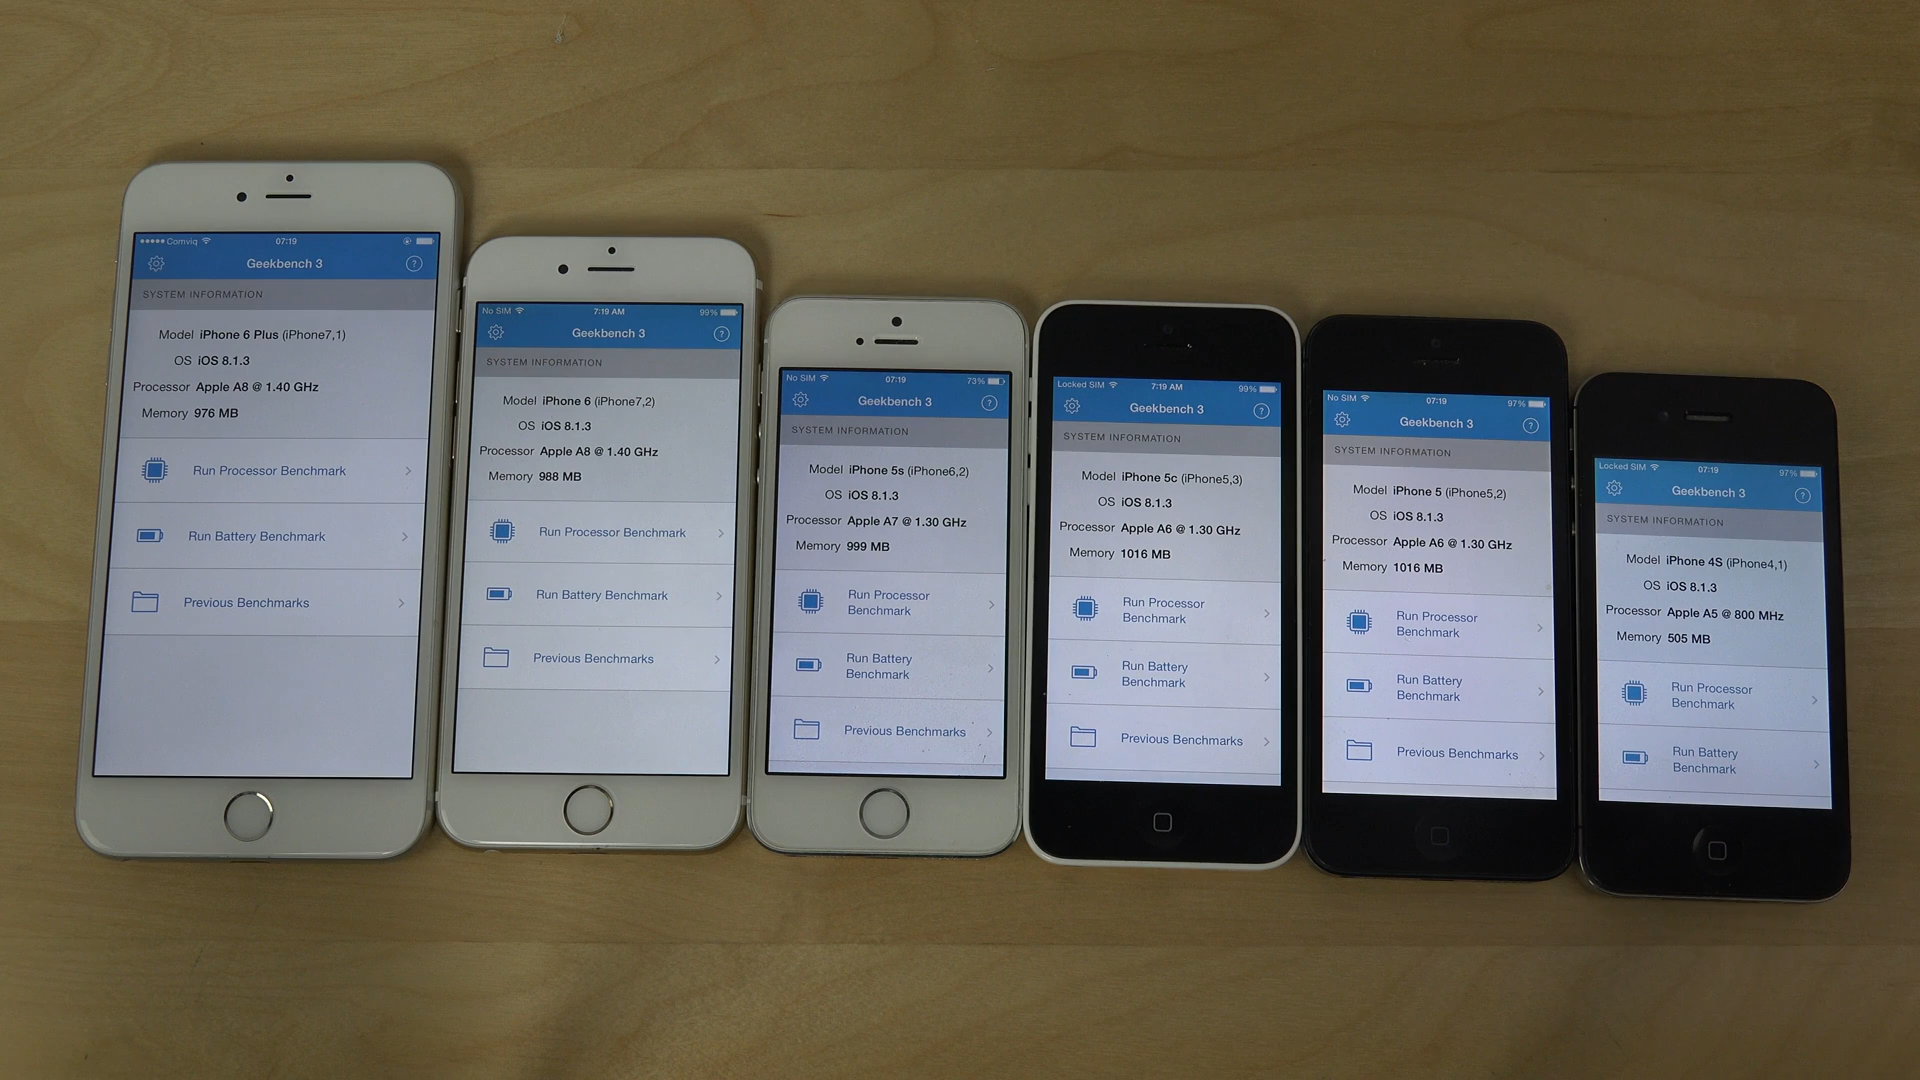 Comviq 07:19
Geekbench 3 ?
SYSTEM INFORMATION
Model iPhone 6 Plus (iPhone7,1)
OS iOS 8.1.3
Processor Apple A8 @ 1.40 GHz
Memory 976 MB
Run Processor Benchmark
Run Battery Benchmark
Previous Benchmarks
No SIM 7:19 AM 99%
Geekbench 3 ?
SYSTEM INFORMATION
Model iPhone 6 (iPhone7,2)
OS iOS 8.1.3
Processor Apple A8 @ 1.40 GHz
Memory 988 MB
Run Processor Benchmark
Run Battery Benchmark
Previous Benchmarks
No SIM 07:19 73%
Geekbench 3 ?
SYSTEM INFORMATION
Model iPhone 5s (iPhone6,2)
OS iOS 8.1.3
Processor Apple A7 @ 1.30 GHz
Memory 999 MB
Run Processor
Benchmark
Run Battery
Benchmark
Previous Benchmarks
Locked SIM 7:19 AM 99%
Geekbench 3 ?
SYSTEM INFORMATION
Model iPhone 5c (iPhone5,3)
OS iOS 8.1.3
Processor Apple A6 @ 1.30 GHz
Memory 1016 MB
Run Processor
Benchmark
Run Battery
Benchmark
Previous Benchmarks
No SIM 07:19 97%
Geekbench 3 ?
SYSTEM INFORMATION
Model iPhone 5 (iPhone5,2)
OS iOS 8.1.3
Processor Apple A6 @ 1.30 GHz
Memory 1016 MB
Run Processor
Benchmark
Run Battery
Benchmark
Previous Benchmarks
Locked SIM 07:19 97%
Geekbench 3 ?
SYSTEM INFORMATION
Model iPhone 4S (iPhone4,1)
OS iOS 8.1.3
Processor Apple A5 @ 800 MHz
Memory 505 MB
Run Processor
Benchmark
Run Battery
Benchmark